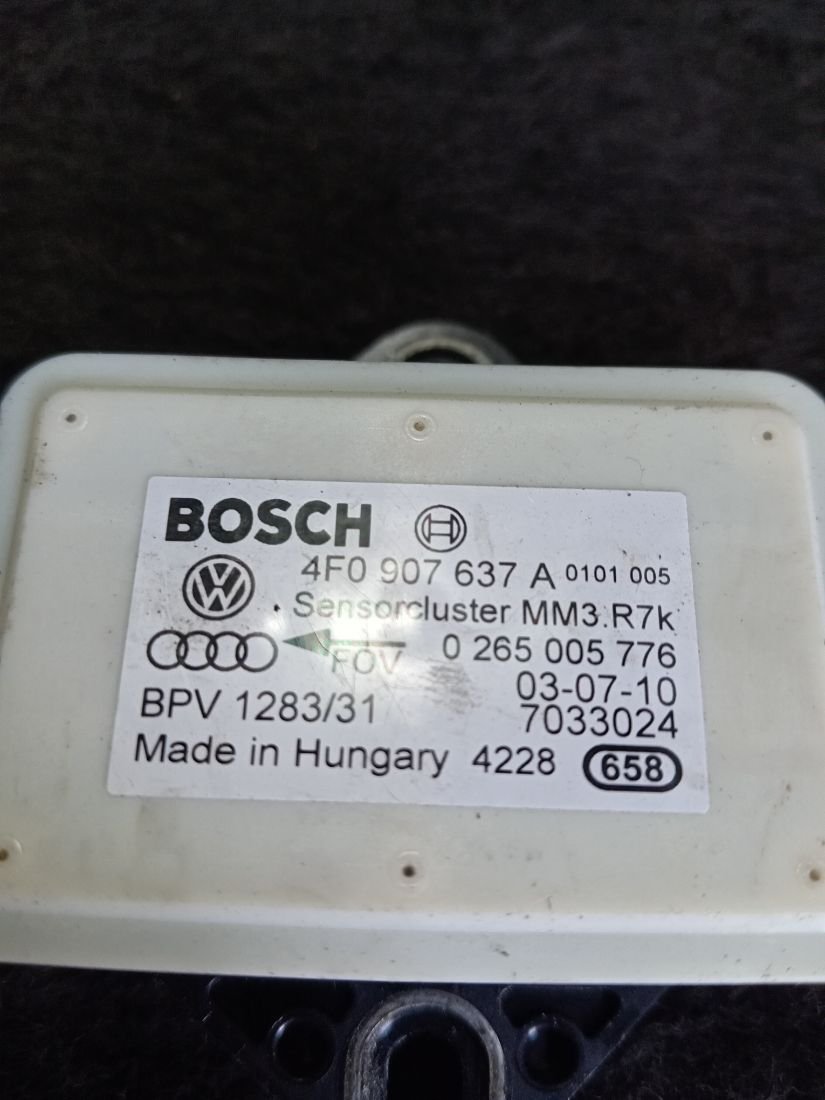 BOSCH
4F0 907 637 A 0101 005
Sensorcluster MM3.R7k
FOV 0 265 005 776
03-07-10
BPV 1283/31 7033024
Made in Hungary 4228 658